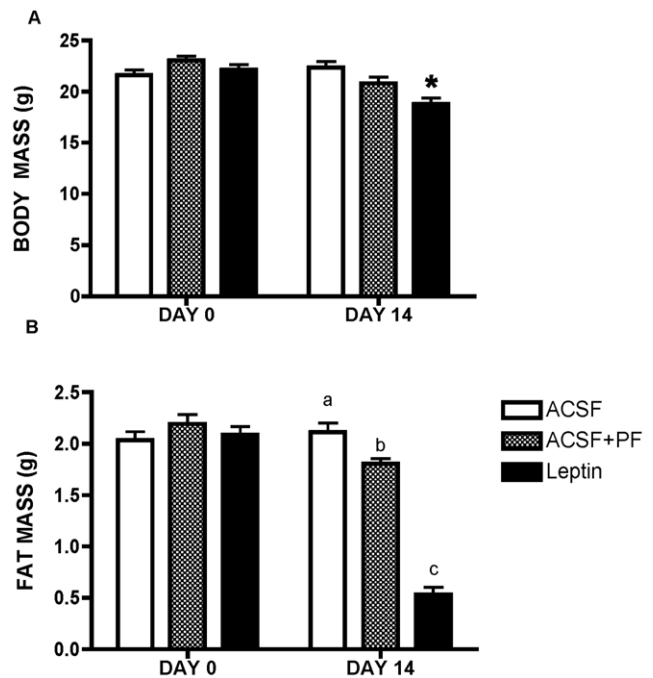 A
BODY MASS (g)
25
20
15
10
5
0
*
DAY 0 DAY 14
B
FAT MASS (g)
2.5
2.0
1.5
1.0
0.5
0.0
a
b
c
DAY 0 DAY 14
ACSF
ACSF+PF
Leptin